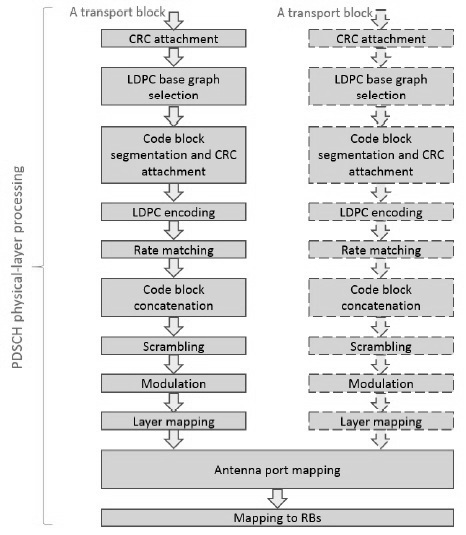 A transport block
CRC attachment
LDPC base graph
selection
Code block
segmentation and CRC
attachment
LDPC encoding
Rate matching
Code block
concatenation
Scrambling
Modulation
Layer mapping
A transport block
CRC attachment
LDPC base graph
selection
Code block
segmentation and CRC
attachment
LDPC encoding
Rate matching
Code block
concatenation
Scrambling
Modulation
Layer mapping
Antenna port mapping
Mapping to RBs
PDSCH physical-layer processing